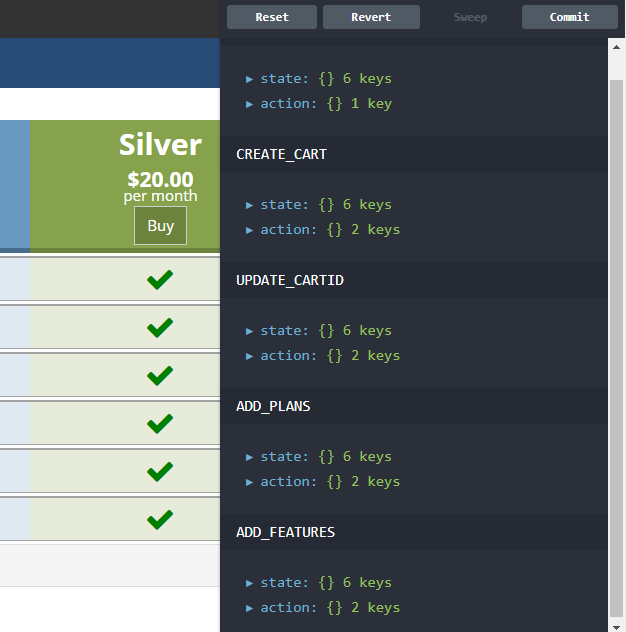 Reset Revert Sweep Commit
Silver
$20.00
per month
Buy
state: {} 6 keys
action: {} 1 key
CREATE_CART
state: {} 6 keys
action: {} 2 keys
UPDATE_CARTID
state: {} 6 keys
action: {} 2 keys
ADD_PLANS
state: {} 6 keys
action: {} 2 keys
ADD_FEATURES
state: {} 6 keys
action: {} 2 keys